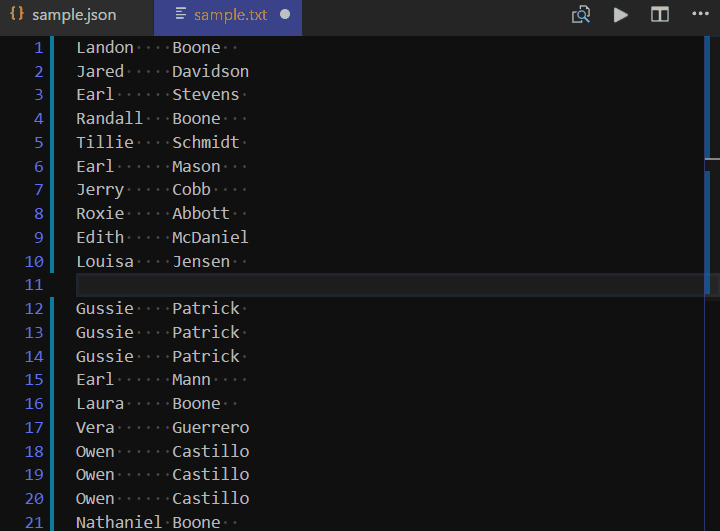 sample.json sample.txt
1 Landon Boone
2 Jared Davidson
3 Earl Stevens
4 Randall Boone
5 Tillie Schmidt
6 Earl Mason
7 Jerry Cobb
8 Roxie Abbott
9 Edith McDaniel
10 Louisa Jensen
11
12 Gussie Patrick
13 Gussie Patrick
14 Gussie Patrick
15 Earl Mann
16 Laura Boone
17 Vera Guerrero
18 Owen Castillo
19 Owen Castillo
20 Owen Castillo
21 Nathaniel Boone